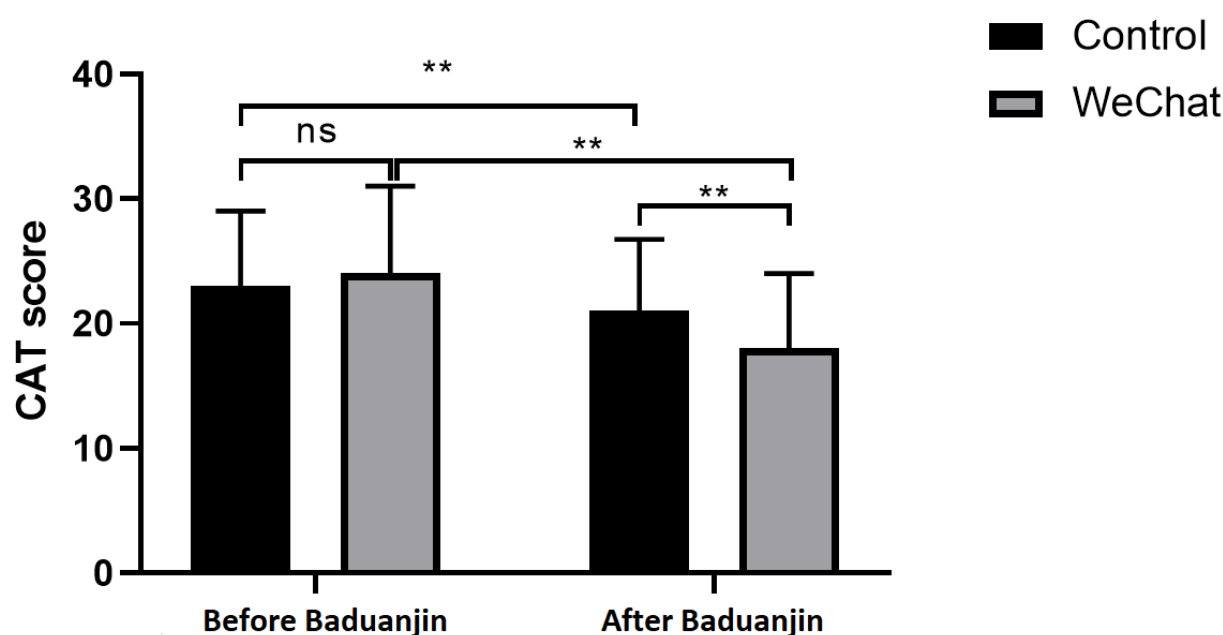 Control
WeChat
40
30
20
10
0
CAT score
**
ns
**
**
Before Baduanjin
After Baduanjin